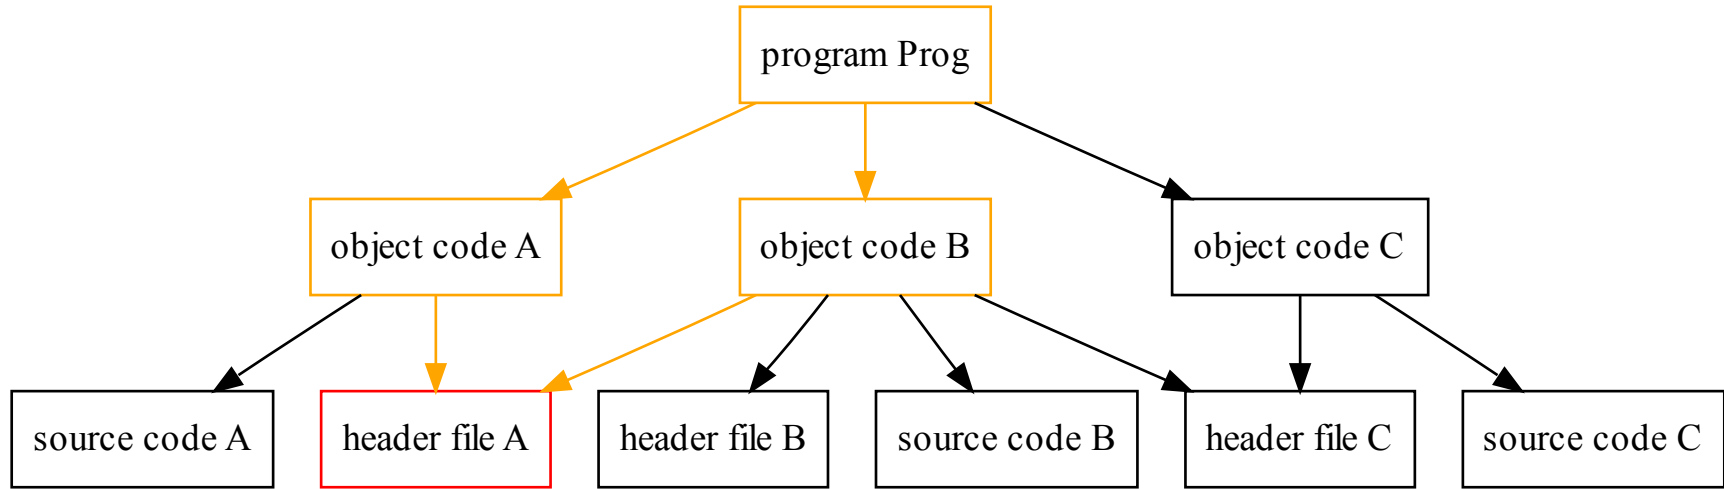 program Prog
object code A
object code B
object code C
source code A
header file A
header file B
source code B
header file C
source code C